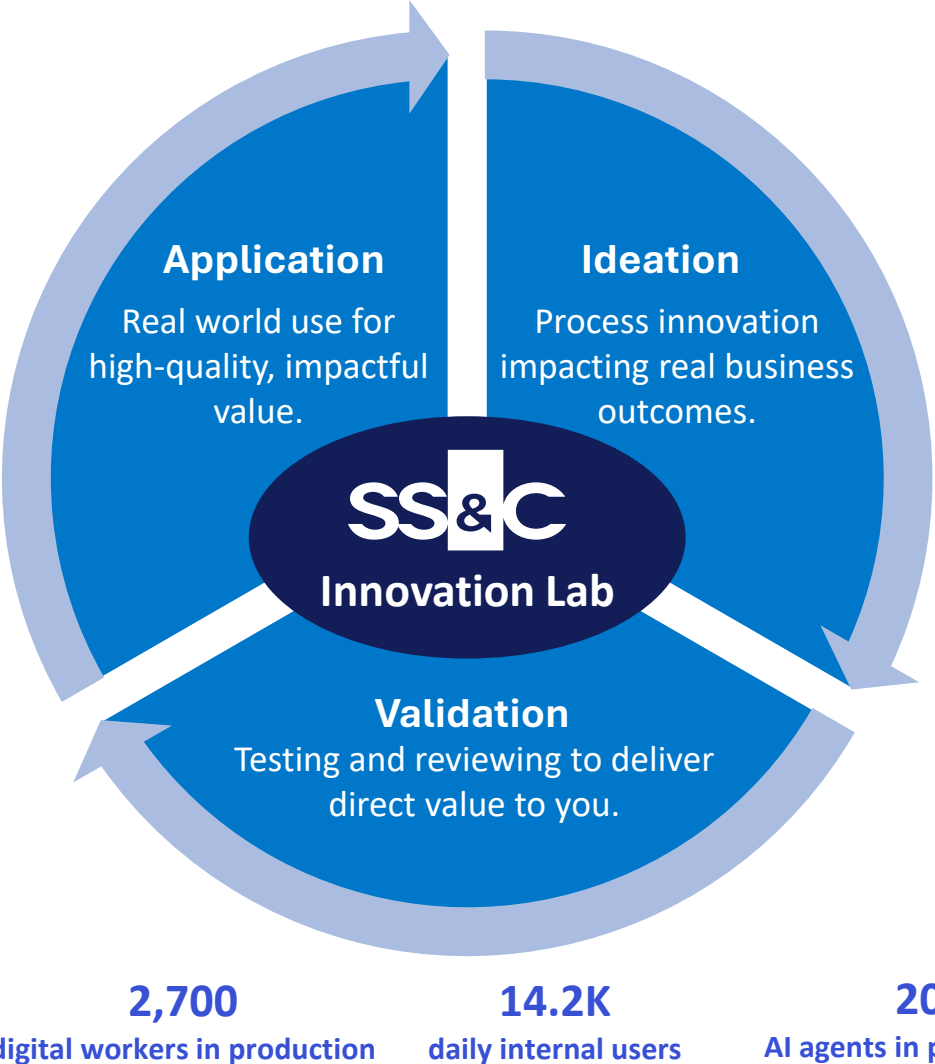 Application
Real world use for
high-quality, impactful
value.
Ideation
Process innovation
impacting real business
outcomes.
SS&C
Innovation Lab
Validation
Testing and reviewing to deliver
direct value to you.
2,700
digital workers in production
14.2K
daily internal users
AI agents in